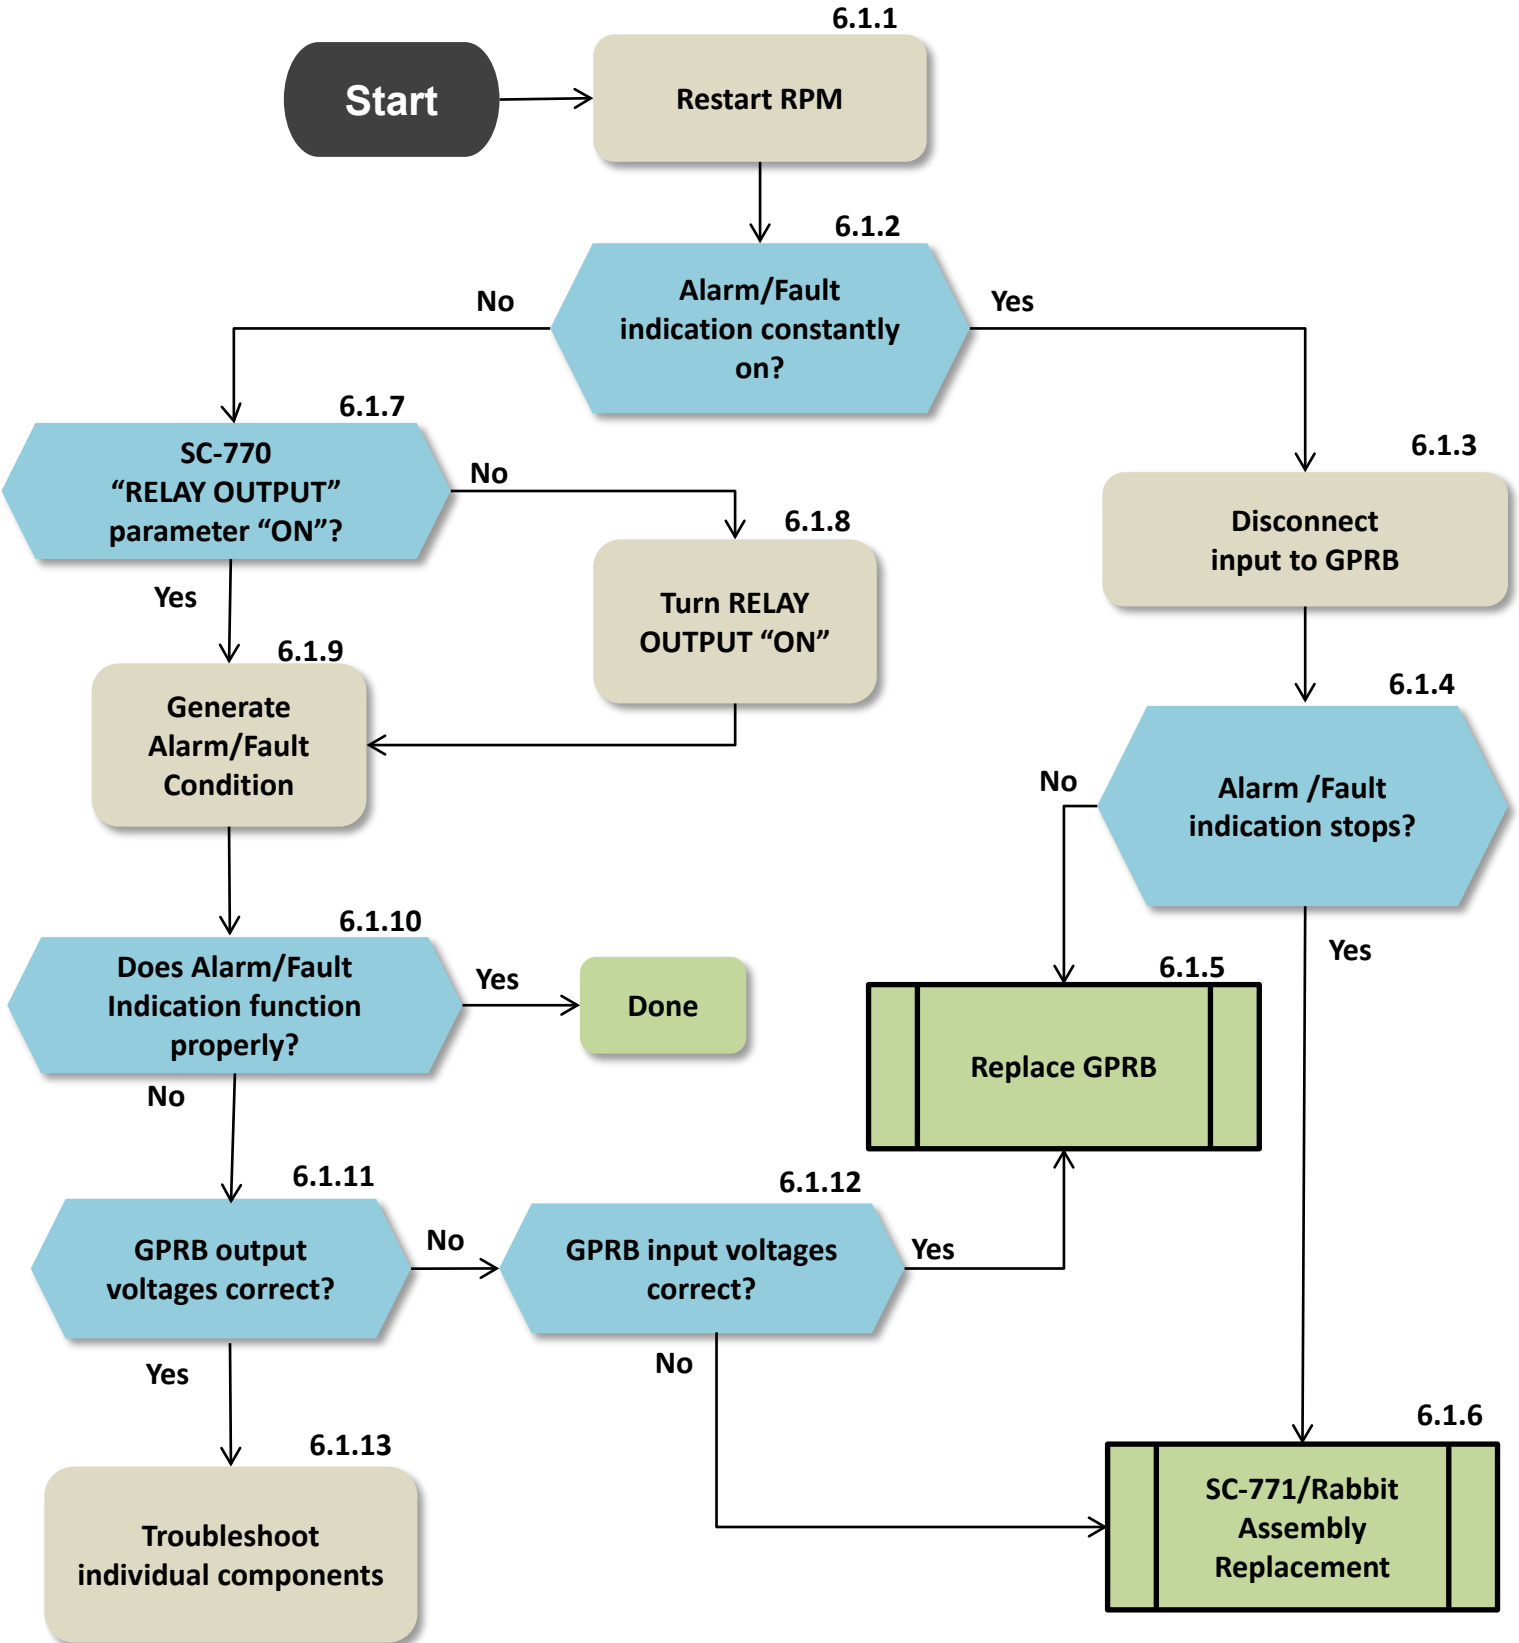 6.1.1
Start
Restart RPM
6.1.2
Alarm/Fault
indication constantly
on?
No
Yes
6.1.7
SC-770
“RELAY OUTPUT”
parameter “ON”?
No
Yes
6.1.8
Turn RELAY
OUTPUT “ON”
6.1.3
Disconnect
input to GPRB
6.1.9
Generate
Alarm/Fault
Condition
6.1.4
Alarm /Fault
indication stops?
No
Yes
6.1.10
Does Alarm/Fault
Indication function
properly?
Yes
Done
No
6.1.5
Replace GPRB
6.1.11
GPRB output
voltages correct?
No
Yes
6.1.12
GPRB input voltages
correct?
Yes
No
6.1.13
Troubleshoot
individual components
6.1.6
SC-771/Rabbit
Assembly
Replacement